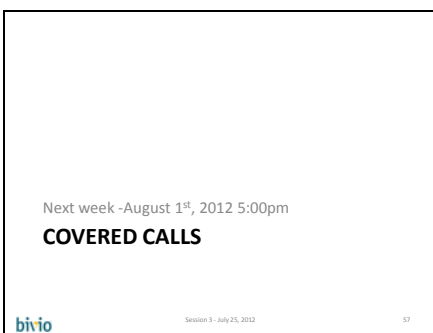 Next week -August 1st, 2012 5:00pm
COVERED CALLS
bivio
Session 3 - July 25, 2012
57